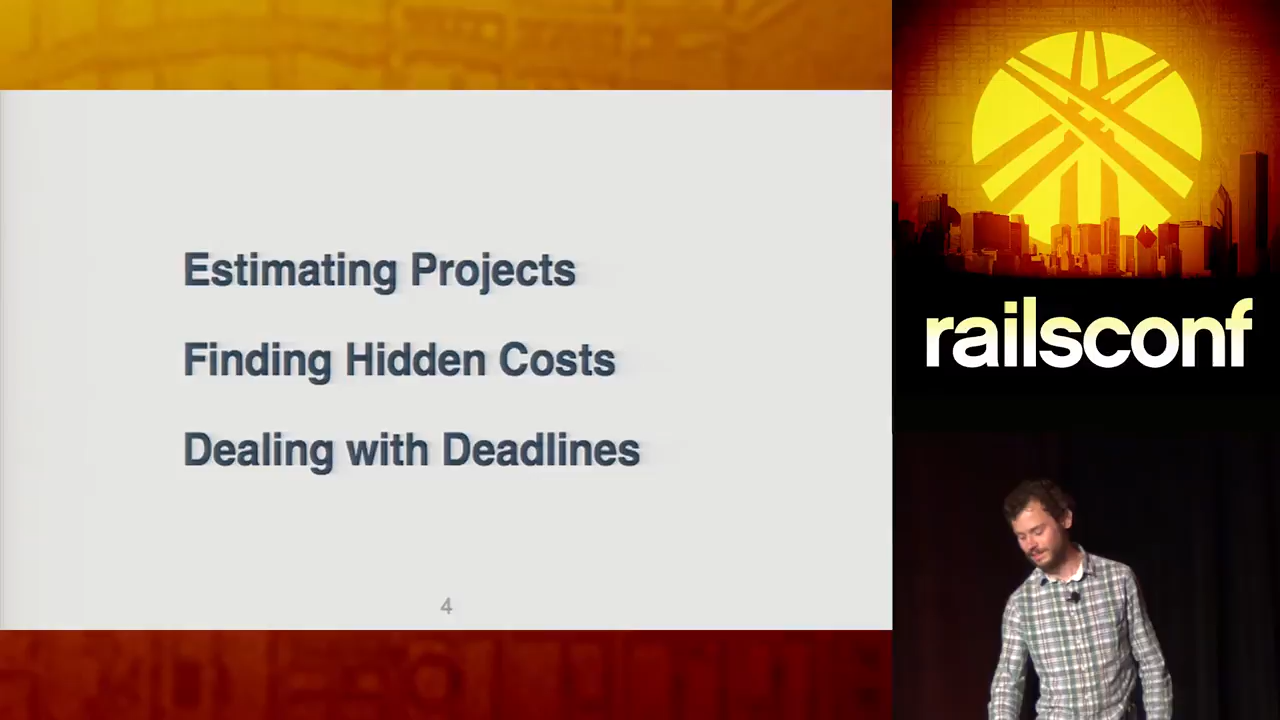 Estimating Projects
Finding Hidden Costs
Dealing with Deadlines
4
railsconf